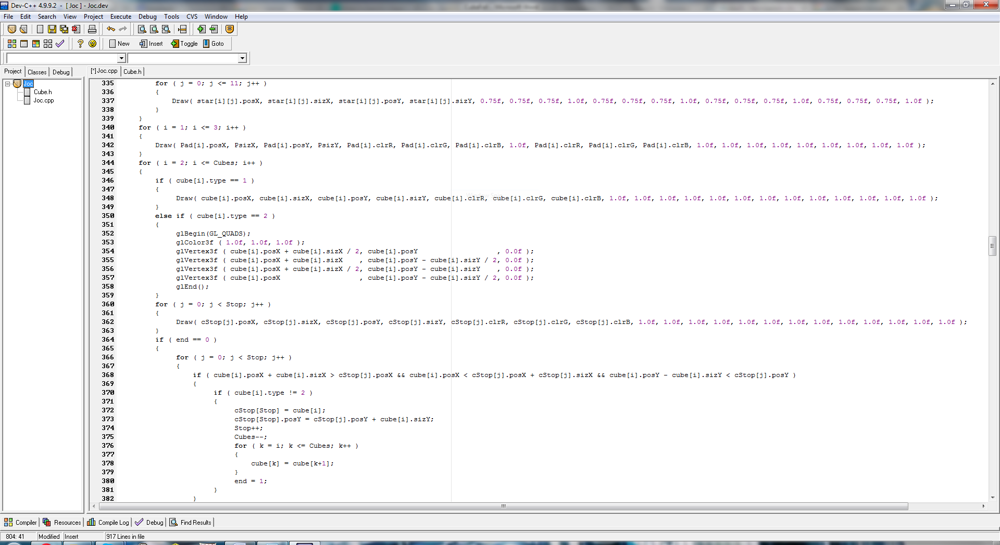 Dev-C++ 4.9.9.2 - [ Joc ] - Joc.dev
File Edit Search View Project Execute Debug Tools CVS Window Help
New Insert Toggle Goto
Project Classes Debug [*] Joc.cpp Cube.h
Joc
Cube.h
Joc.cpp
335 for ( j = 0; j <= 11; j++ )
336 {
337 Draw( star[i][j].posX, star[i][j].sizX, star[i][j].posY, star[i][j].sizY, 0.75f, 0.75f, 0.75f, 1.0f, 0.75f, 0.75f, 0.75f, 1.0f, 0.75f, 0.75f, 0.75f, 1.0f, 0.75f, 0.75f, 0.75f, 1.0f );
338 }
339 }
340 for ( i = 1; i <= 3; i++ )
341 {
342 Draw( Pad[i].posX, PsizX, Pad[i].posY, PsizY, Pad[i].clrR, Pad[i].clrG, Pad[i].clrB, 1.0f, Pad[i].clrR, Pad[i].clrG, Pad[i].clrB, 1.0f, 1.0f, 1.0f, 1.0f, 1.0f, 1.0f, 1.0f, 1.0f, 1.0f );
343 }
344 for ( i = 2; i <= Cubes; i++ )
345 {
346 if ( cube[i].type == 1 )
347 {
348 Draw( cube[i].posX, cube[i].sizX, cube[i].posY, cube[i].sizY, cube[i].clrR, cube[i].clrG, cube[i].clrB, 1.0f, 1.0f, 1.0f, 1.0f, 1.0f, 1.0f, 1.0f, 1.0f, 1.0f, 1.0f, 1.0f, 1.0f, 1.0f );
349 }
350 else if ( cube[i].type == 2 )
351 {
352 glBegin(GL_QUADS);
353 glColor3f ( 1.0f, 1.0f, 1.0f );
354 glVertex3f ( cube[i].posX + cube[i].sizX / 2, cube[i].posY , 0.0f );
355 glVertex3f ( cube[i].posX + cube[i].sizX , cube[i].posY - cube[i].sizY / 2, 0.0f );
356 glVertex3f ( cube[i].posX + cube[i].sizX / 2, cube[i].posY - cube[i].sizY , 0.0f );
357 glVertex3f ( cube[i].posX , cube[i].posY - cube[i].sizY / 2, 0.0f );
358 glEnd();
359 }
360 for ( j = 0; j < Stop; j++ )
361 {
362 Draw( cStop[j].posX, cStop[j].sizX, cStop[j].posY, cStop[j].sizY, cStop[j].clrR, cStop[j].clrG, cStop[j].clrB, 1.0f, 1.0f, 1.0f, 1.0f, 1.0f, 1.0f, 1.0f, 1.0f, 1.0f, 1.0f, 1.0f, 1.0f, 1.0f );
363 }
364 if ( end == 0 )
365 {
366 for ( j = 0; j < Stop; j++ )
367 {
368 if ( cube[i].posX + cube[i].sizX > cStop[j].posX && cube[i].posX < cStop[j].posX + cStop[j].sizX && cube[i].posY - cube[i].sizY < cStop[j].posY )
369 {
370 if ( cube[i].type != 2 )
371 {
372 cStop[Stop] = cube[i];
373 cStop[Stop].posY = cStop[j].posY + cube[i].sizY;
374 Stop++;
375 Cubes--;
376 for ( k = i; k <= Cubes; k++ )
377 {
378 cube[k] = cube[k+1];
379 }
380 end = 1;
381 }
382 }
Compiler Resources Compile Log Debug Find Results
804: 41 Modified Insert 917 Lines in file